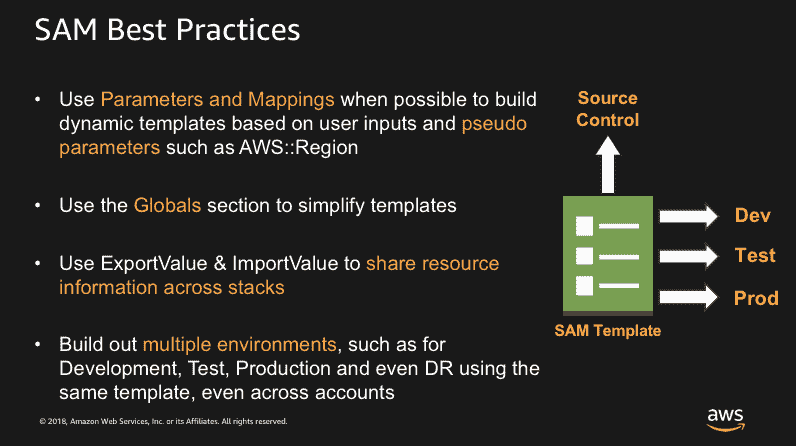 SAM Best Practices
• Use Parameters and Mappings when possible to build
dynamic templates based on user inputs and pseudo
parameters such as AWS::Region
• Use the Globals section to simplify templates
• Use ExportValue & ImportValue to share resource
information across stacks
• Build out multiple environments, such as for
Development, Test, Production and even DR using the
same template, even across accounts
Source
Control
Dev
Test
Prod
SAM Template
© 2018, Amazon Web Services, Inc. or its Affiliates. All rights reserved.
aws